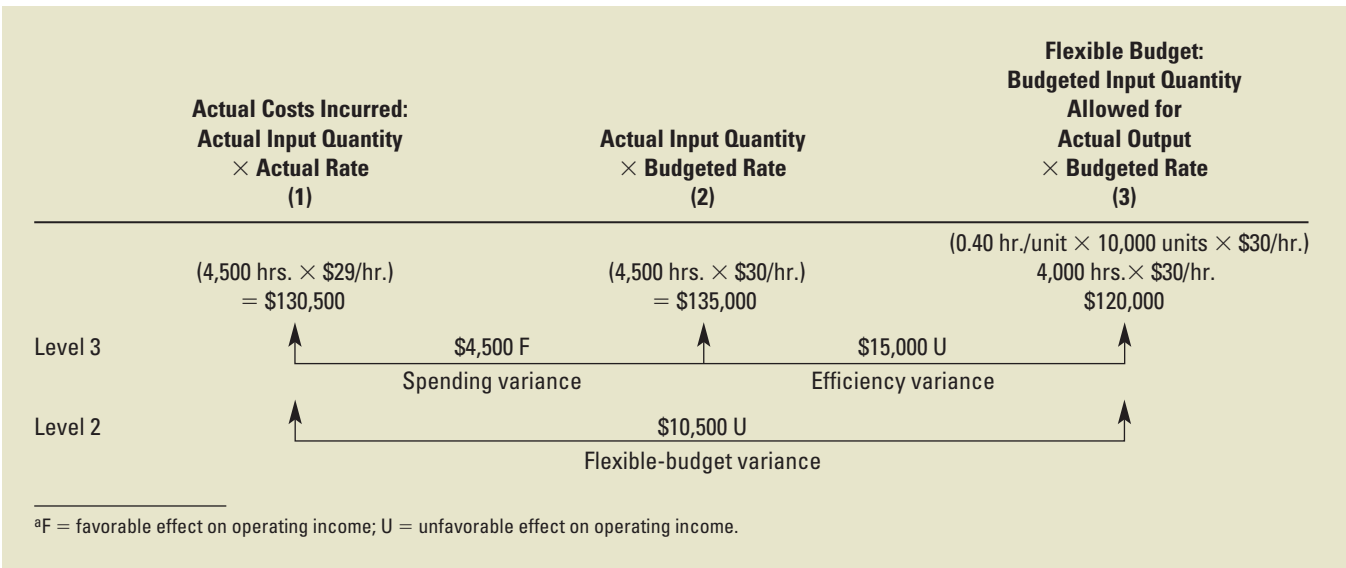 Actual Costs Incurred:
Actual Input Quantity
× Actual Rate
(1)
Actual Input Quantity
× Budgeted Rate
(2)
Flexible Budget:
Budgeted Input Quantity
Allowed for
Actual Output
× Budgeted Rate
(3)
(4,500 hrs. × $29/hr.)
= $130,500
(4,500 hrs. × $30/hr.)
= $135,000
(0.40 hr./unit × 10,000 units × $30/hr.)
4,000 hrs.× $30/hr.
$120,000
Level 3
$4,500 F
$15,000 U
Spending variance
Efficiency variance
Level 2
$10,500 U
Flexible-budget variance
ᵃF = favorable effect on operating income; U = unfavorable effect on operating income.